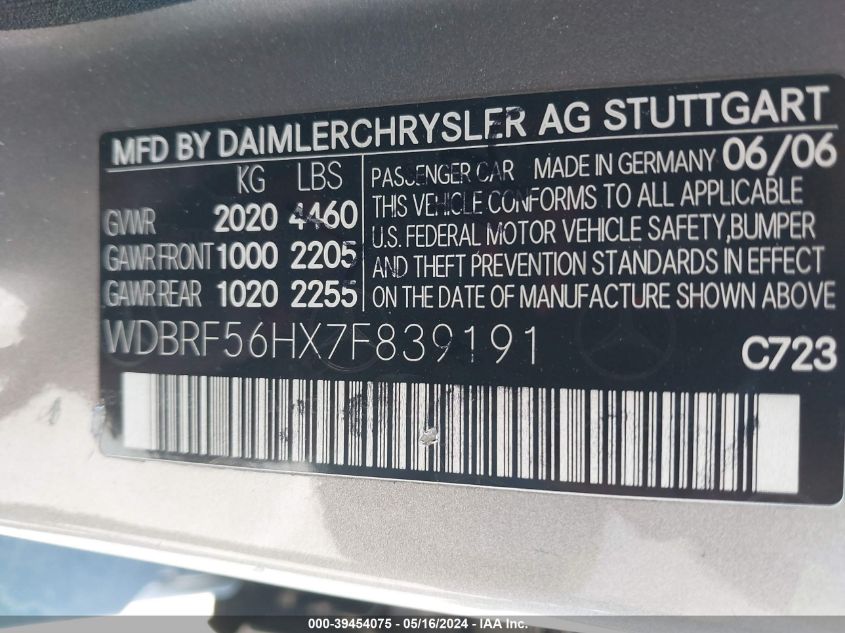 MFD BY DAIMLERCHRYSLER AG STUTTGART
KG LBS
GVWR 2020 4460
GAWR FRONT 1000 2205
GAWR REAR 1020 2255
PASSENGER CAR MADE IN GERMANY 06/06
THIS VEHICLE CONFORMS TO ALL APPLICABLE
U.S. FEDERAL MOTOR VEHICLE SAFETY, BUMPER
AND THEFT PREVENTION STANDARDS IN EFFECT
ON THE DATE OF MANUFACTURE SHOWN ABOVE
WDBRF56HX7F839191
C723
000-39454075 - 05/16/2024 - IAA Inc.